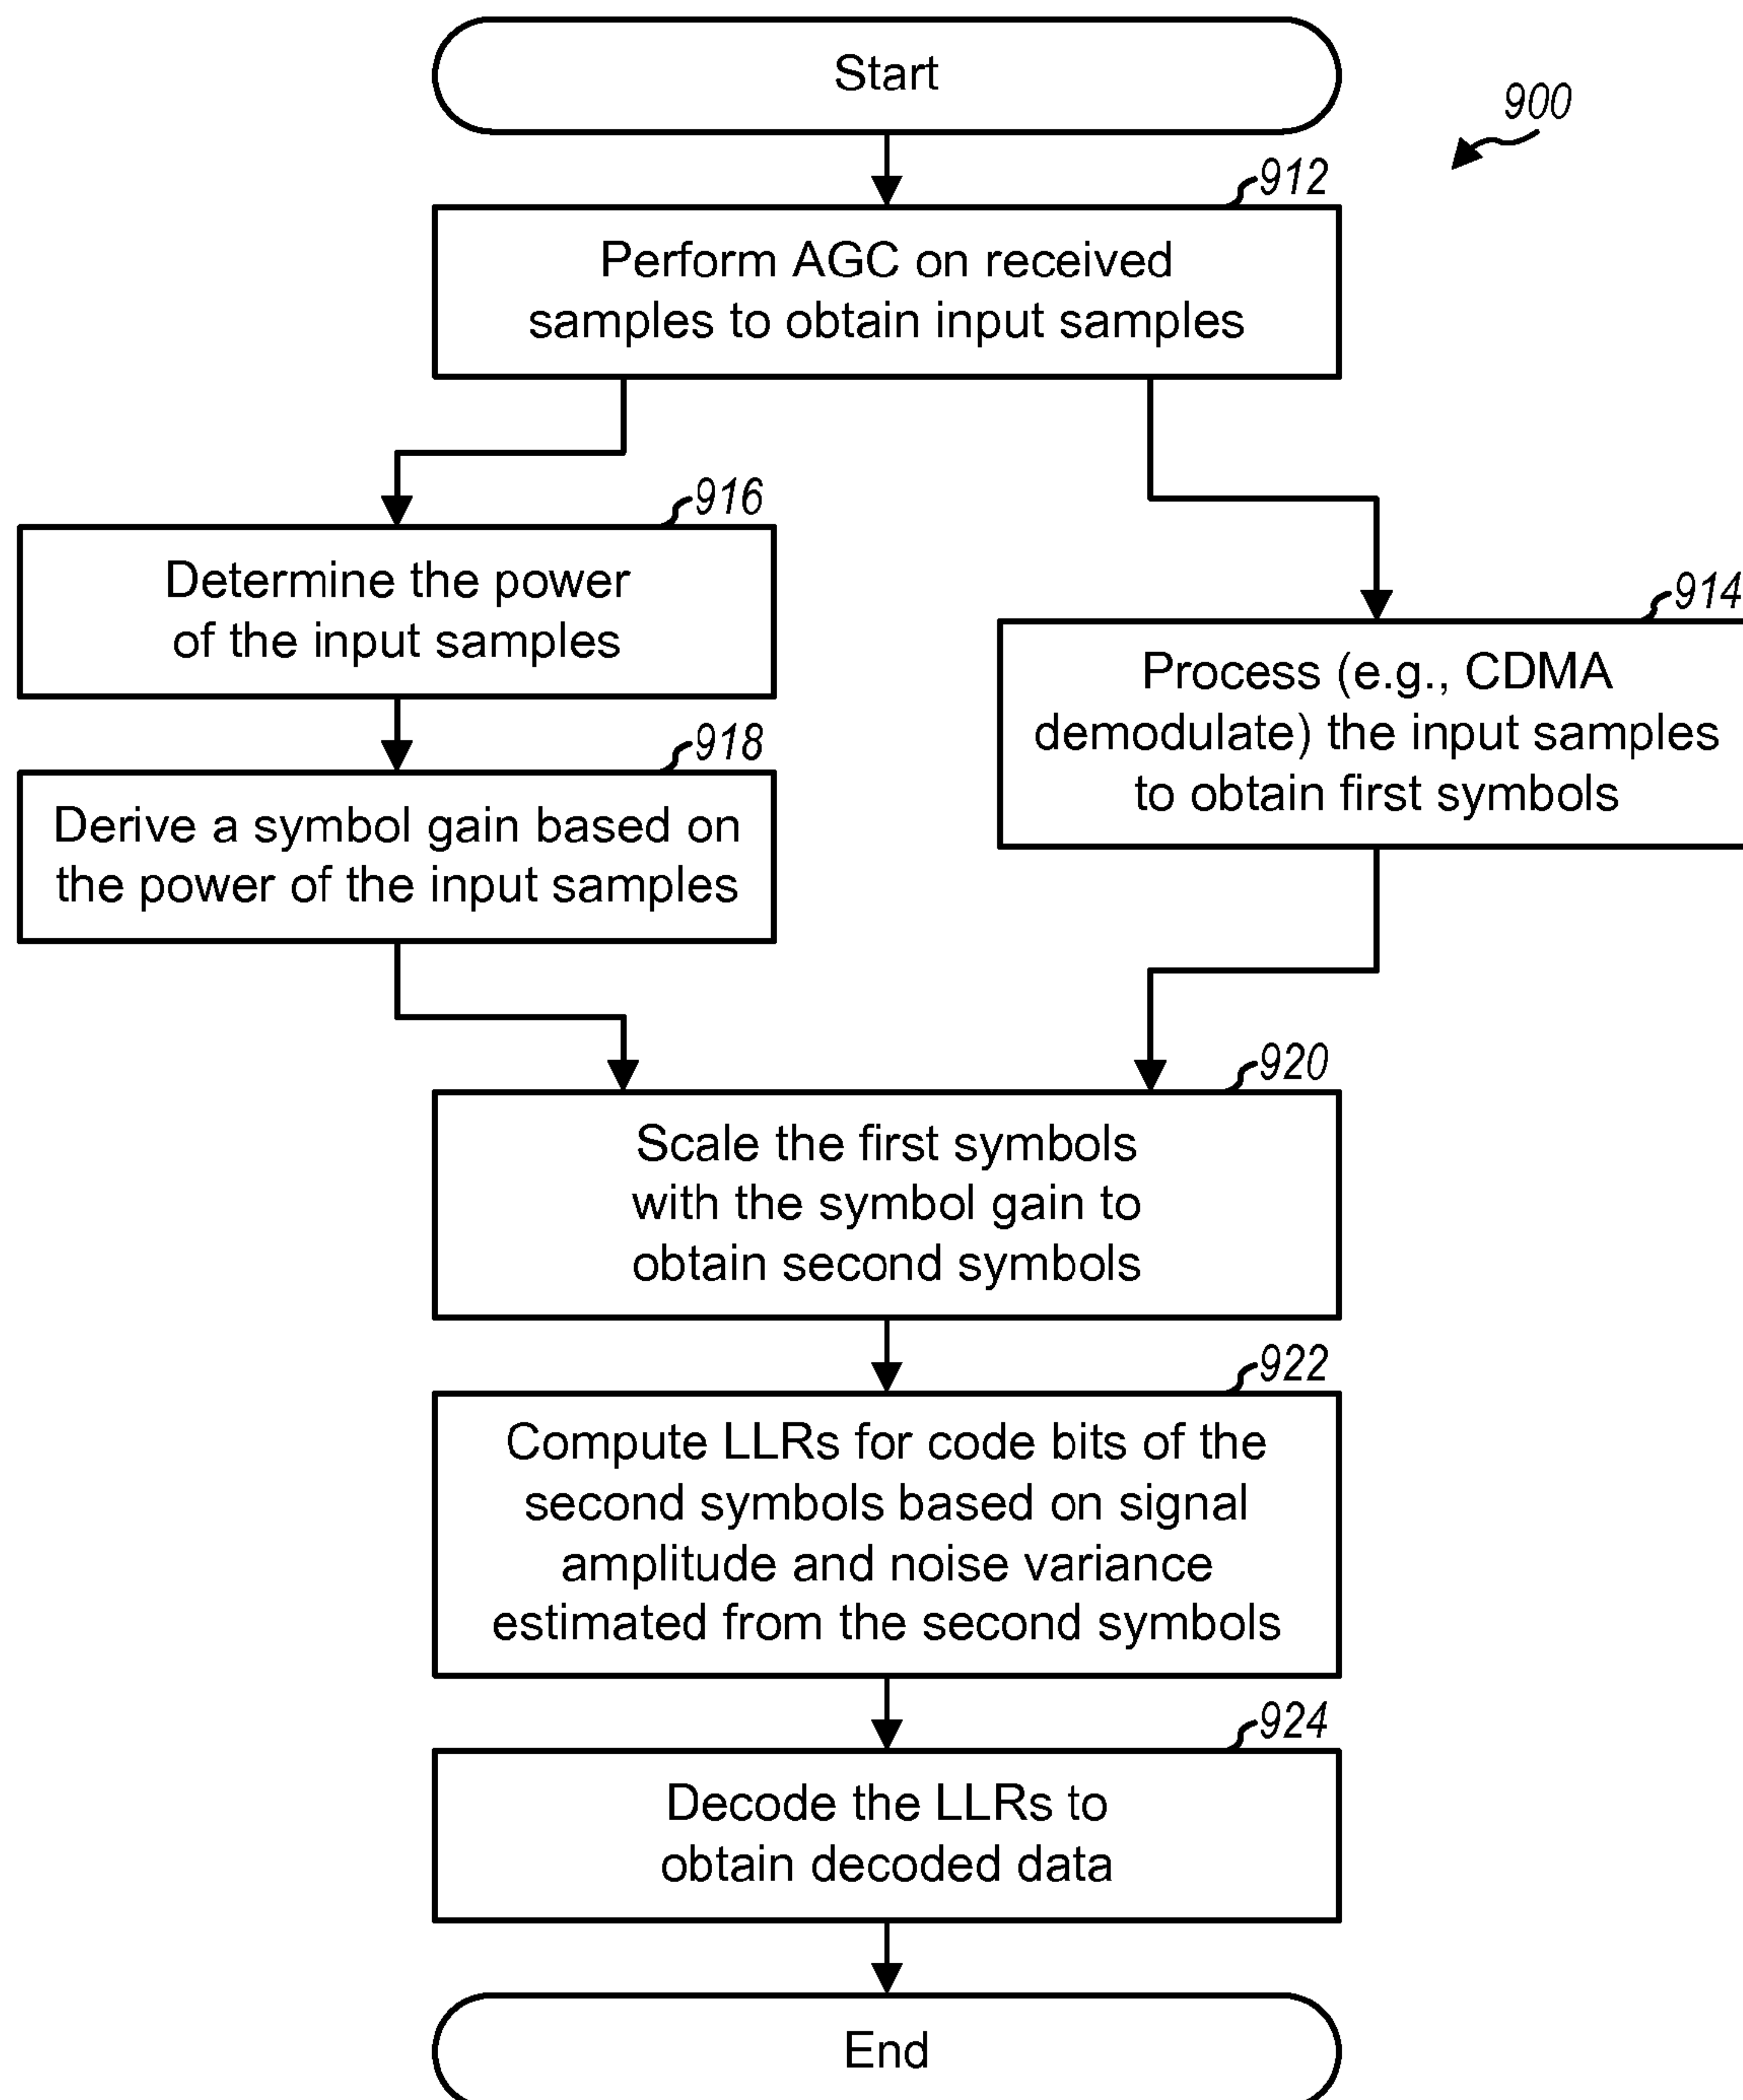 Start
900
912
Perform AGC on received
samples to obtain input samples
916
Determine the power
of the input samples
914
Process (e.g., CDMA
demodulate) the input samples
to obtain first symbols
918
Derive a symbol gain based on
the power of the input samples
920
Scale the first symbols
with the symbol gain to
obtain second symbols
922
Compute LLRs for code bits of the
second symbols based on signal
amplitude and noise variance
estimated from the second symbols
924
Decode the LLRs to
obtain decoded data
End